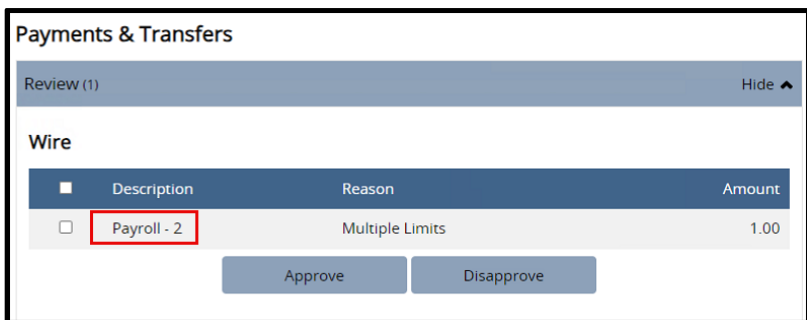 Payments & Transfers
Review (1) Hide
Wire
Description Reason Amount
Payroll - 2 Multiple Limits 1.00
Approve Disapprove